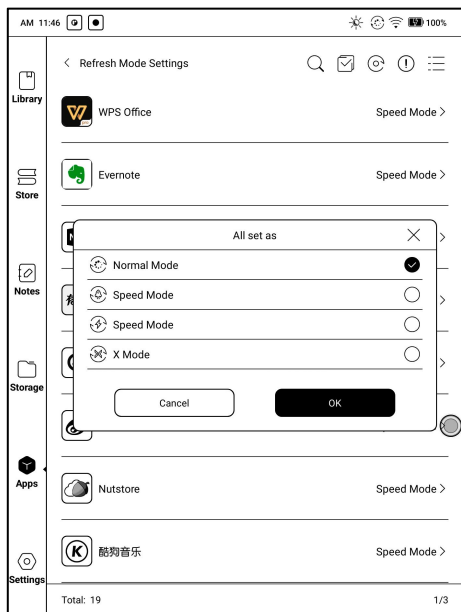 AM 11:46
100%
Refresh Mode Settings
Library
WPS Office
Speed Mode >
Evernote
Speed Mode >
Store
All set as
Normal Mode
Speed Mode
Notes
Speed Mode
X Mode
Storage
Cancel
OK
Apps
Nutstore
Speed Mode >
酷狗音乐
Speed Mode >
Settings
Total: 19
1/3